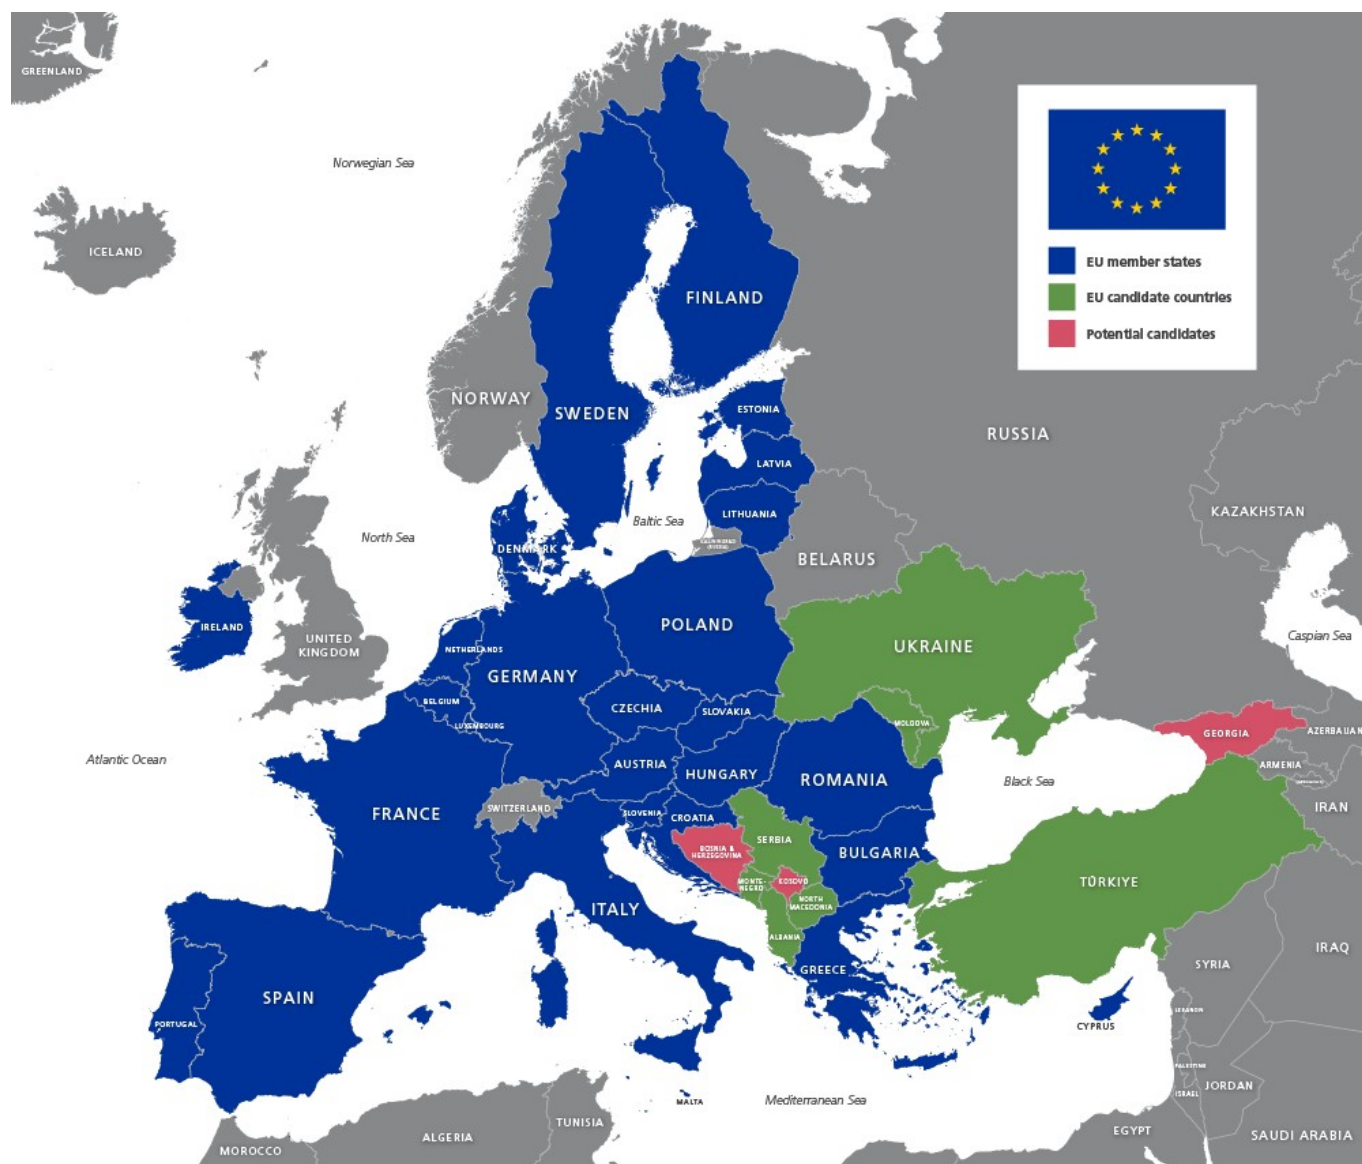 GREENLAND
Norwegian Sea
ICELAND
EU member states
EU candidate countries
Potential candidates
FINLAND
NORWAY
SWEDEN
ESTONIA
RUSSIA
LATVIA
LITHUANIA
KAZAKHSTAN
Baltic Sea
North Sea
DENMARK
BELARUS
IRELAND
UNITED
KINGDOM
POLAND
UKRAINE
Caspian Sea
NETHERLANDS
GERMANY
BELGIUM
LUXEMBOURG
CZECHIA
SLOVAKIA
MOLDOVA
GEORGIA
AZERBAIJAN
Atlantic Ocean
AUSTRIA
HUNGARY
ROMANIA
Black Sea
ARMENIA
FRANCE
SWITZERLAND
SLOVENIA
CROATIA
IRAN
BOSNIA &
HERZEGOVINA
SERBIA
BULGARIA
MONTE-
NEGRO
KOSOVO
TÜRKIYE
NORTH
MACEDONIA
ITALY
ALBANIA
IRAQ
SPAIN
GREECE
SYRIA
PORTUGAL
CYPRUS
LEBANON
PALESTINE
ISRAEL
JORDAN
MALTA
Mediterranean Sea
MOROCCO
ALGERIA
TUNISIA
EGYPT
SAUDI ARABIA